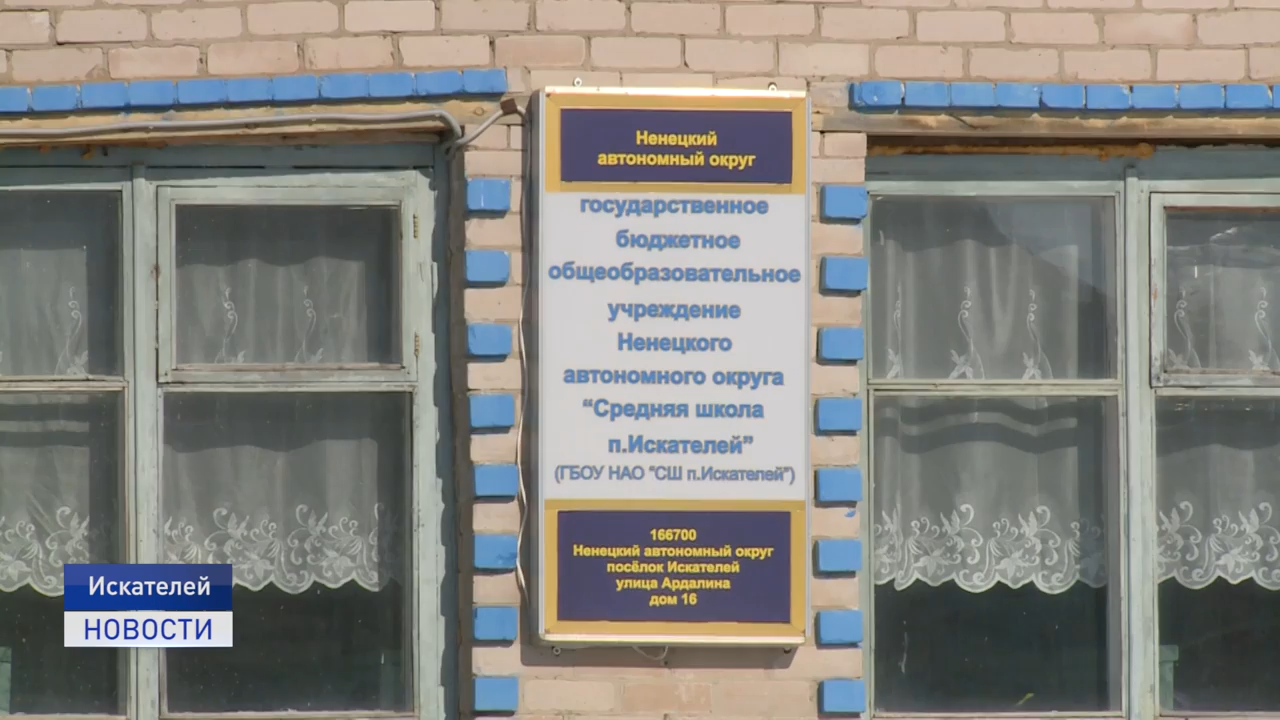 Ненецкий
автономный округ
государственное
бюджетное
общеобразовательное
учреждение
Ненецкого
автономного округа
“Средняя школа
п.Искателей”
(ГБОУ НАО “СШ п.Искателей”)
166700
Ненецкий автономный округ
посёлок Искателей
улица Ардалина
дом 16
Искателей
НОВОСТИ